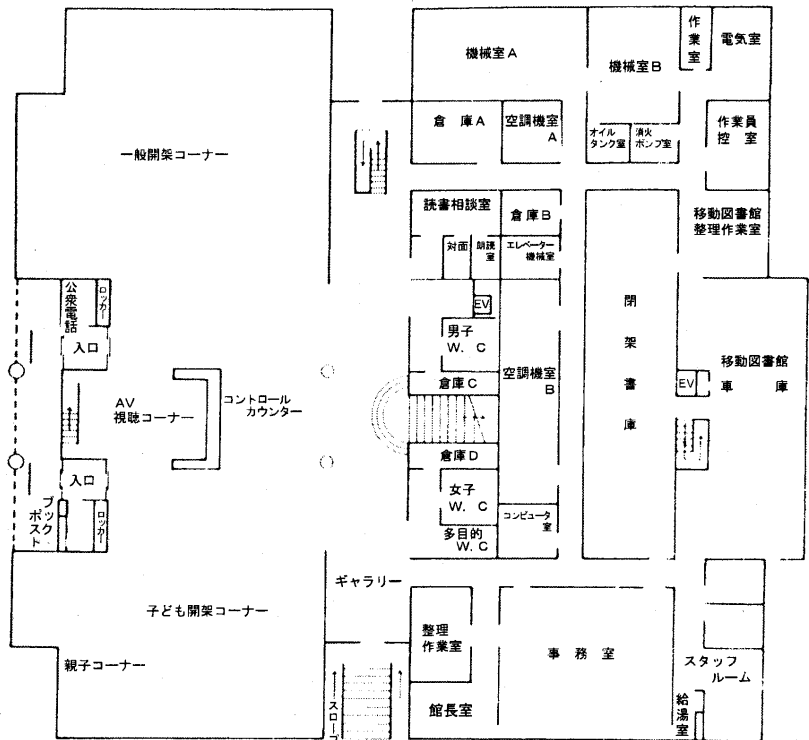 機械室A
機械室B
作業室
電気室
倉庫A
空調機室
A
オイル
タンク室
消火
ポンプ室
作業員
控室
一般開架コーナー
読書相談室
倉庫B
移動図書館
整理作業室
対面
朗読
室
エレベーター
機械室
公衆電話
ロッカー
入口
EV
男子
W.C
空調機室
B
閉架書庫
EV
移動図書館
車庫
AV
視聴コーナー
コントロール
カウンター
倉庫C
倉庫D
入口
ブック
ポスト
ロッカー
女子
W.C
多目的
W.C
コンピュータ
室
ギャラリー
子ども開架コーナー
親子コーナー
整理
作業室
事務室
スタッフ
ルーム
館長室
給湯室
スロープ